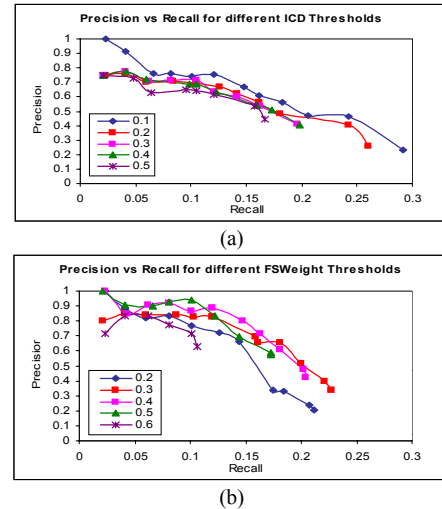 (a)
Precision vs Recall for different ICD Thresholds
1
0.9
0.8
0.7
0.6
0.5
0.4
0.3
0.2
0.1
0
Precision
0.1
0.2
0.3
0.4
0.5
0 0.05 0.1 0.15 0.2 0.25 0.3
Recall
(a)
Precision vs Recall for different FSWeight Thresholds
1
0.9
0.8
0.7
0.6
0.5
0.4
0.3
0.2
0.1
0
Precision
0.2
0.3
0.4
0.5
0.6
0 0.05 0.1 0.15 0.2 0.25 0.3
Recall
(b)